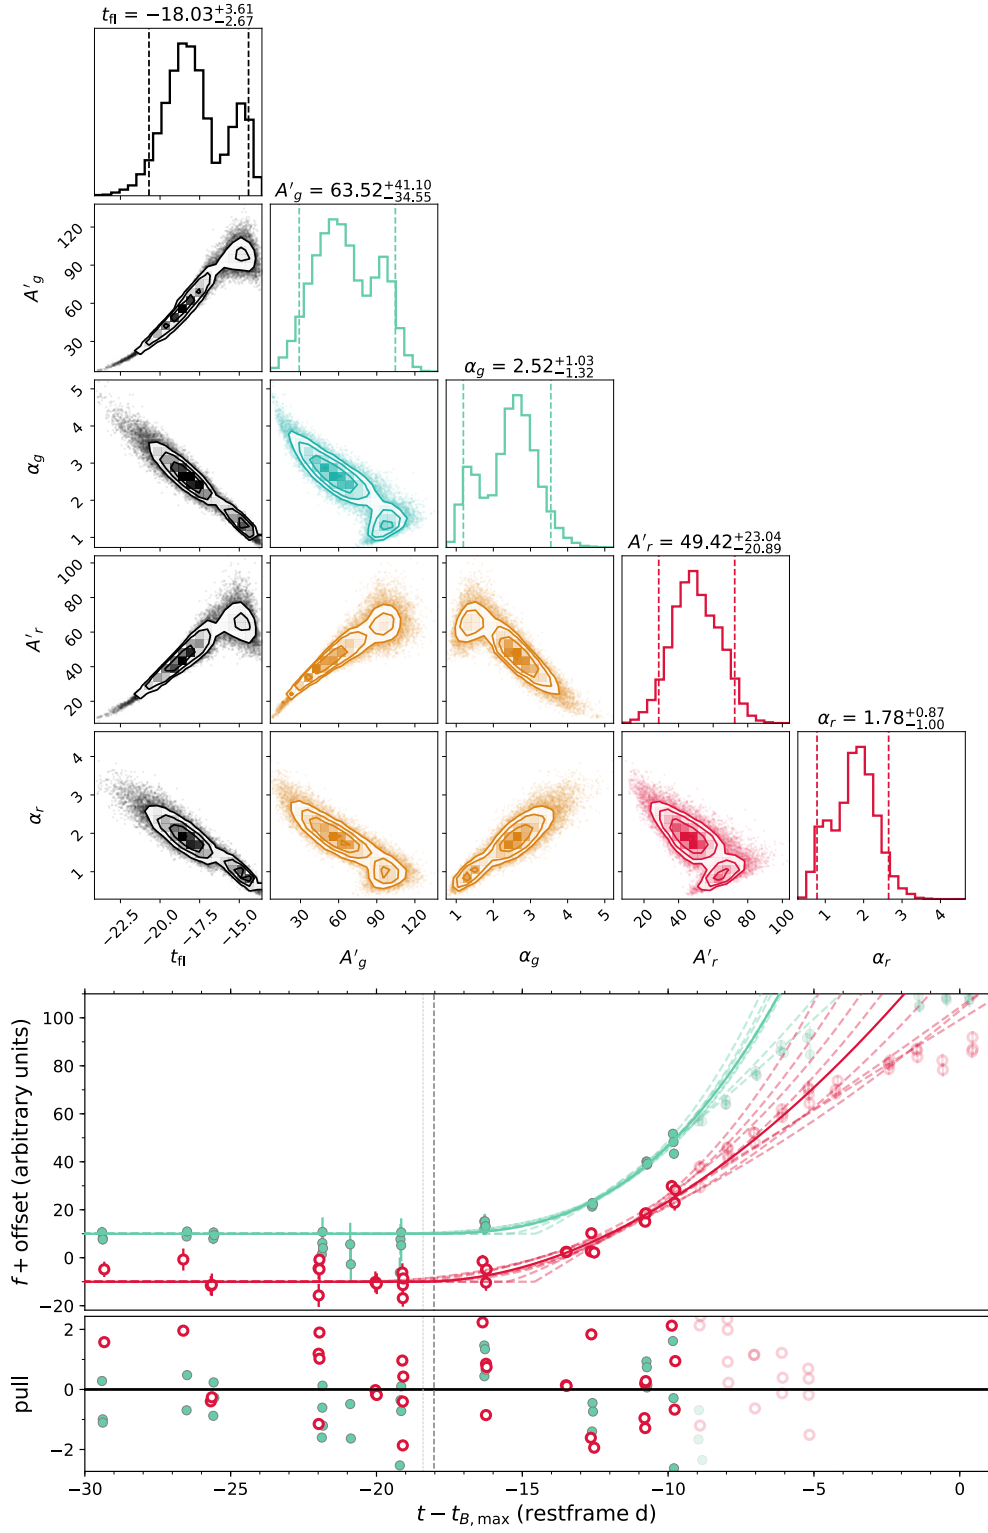 t_fl = −18.03^{+3.61}_{−2.67}
A'_g = 63.52^{+41.10}_{−34.55}
120
90
60
30
A'_g
α_g = 2.52^{+1.03}_{−1.32}
5
4
3
2
1
α_g
A'_r = 49.42^{+23.04}_{−20.89}
100
80
60
40
20
A'_r
α_r = 1.78^{+0.87}_{−1.00}
4
3
2
1
α_r
−22.5 −20.0 −17.5 −15.0 30 60 90 120 1 2 3 4 5 20 40 60 80 100 1 2 3 4
t_fl A'_g α_g A'_r α_r
100
80
60
40
20
0
−20
f + offset (arbitrary units)
2
0
−2
pull
−30 −25 −20 −15 −10 −5 0
t − t_{B, max} (restframe d)